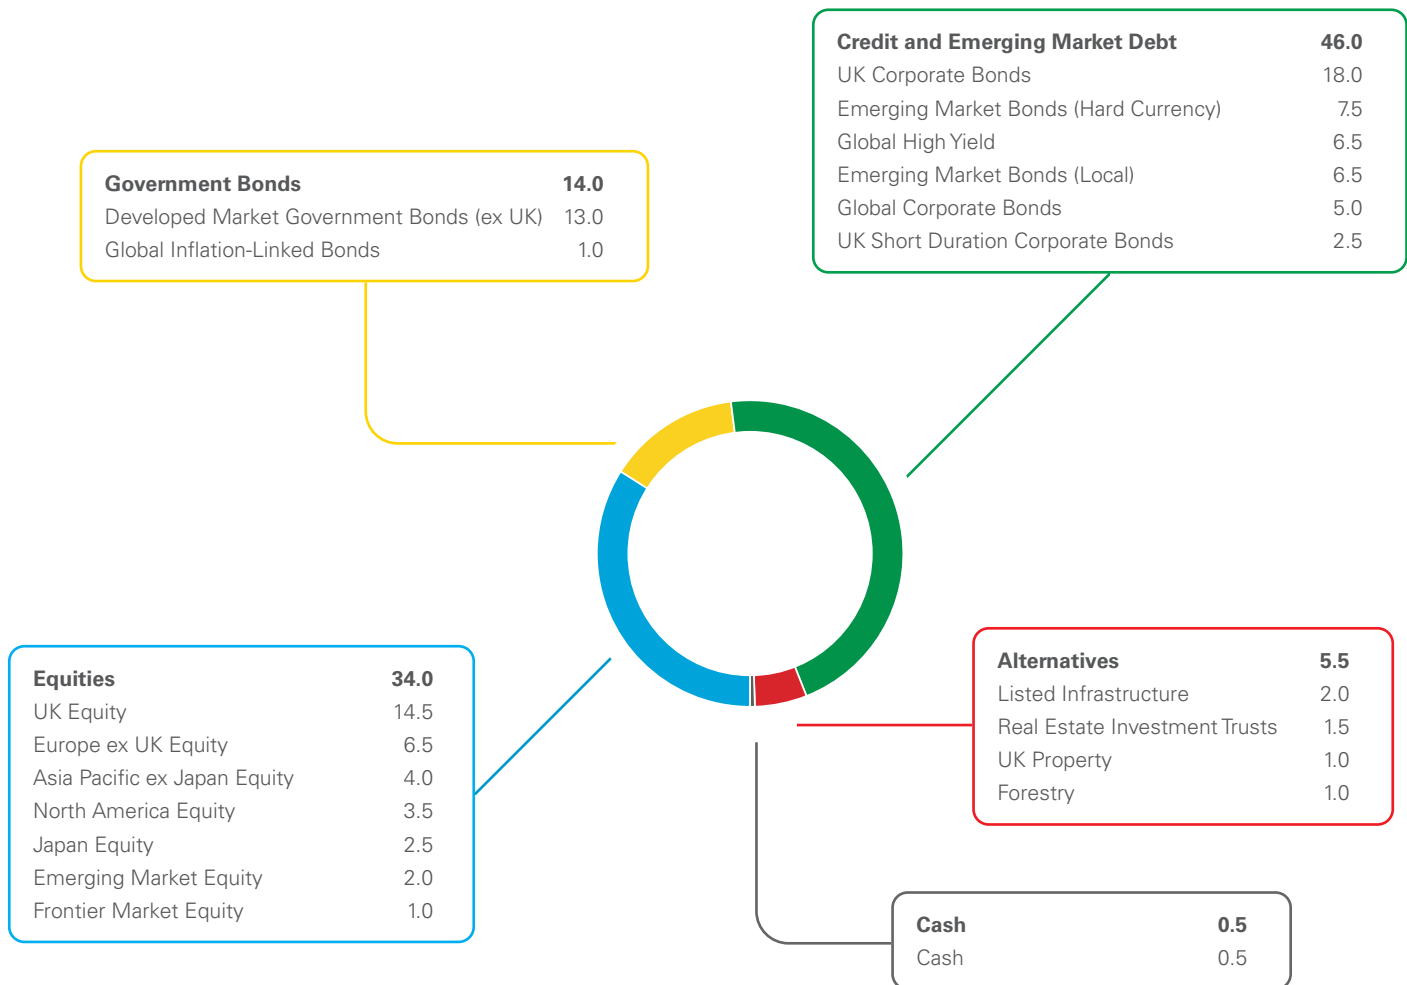 Credit and Emerging Market Debt 46.0
UK Corporate Bonds 18.0
Emerging Market Bonds (Hard Currency) 7.5
Global High Yield 6.5
Emerging Market Bonds (Local) 6.5
Global Corporate Bonds 5.0
UK Short Duration Corporate Bonds 2.5
Government Bonds 14.0
Developed Market Government Bonds (ex UK) 13.0
Global Inflation-Linked Bonds 1.0
Equities 34.0
UK Equity 14.5
Europe ex UK Equity 6.5
Asia Pacific ex Japan Equity 4.0
North America Equity 3.5
Japan Equity 2.5
Emerging Market Equity 2.0
Frontier Market Equity 1.0
Alternatives 5.5
Listed Infrastructure 2.0
Real Estate Investment Trusts 1.5
UK Property 1.0
Forestry 1.0
Cash 0.5
Cash 0.5